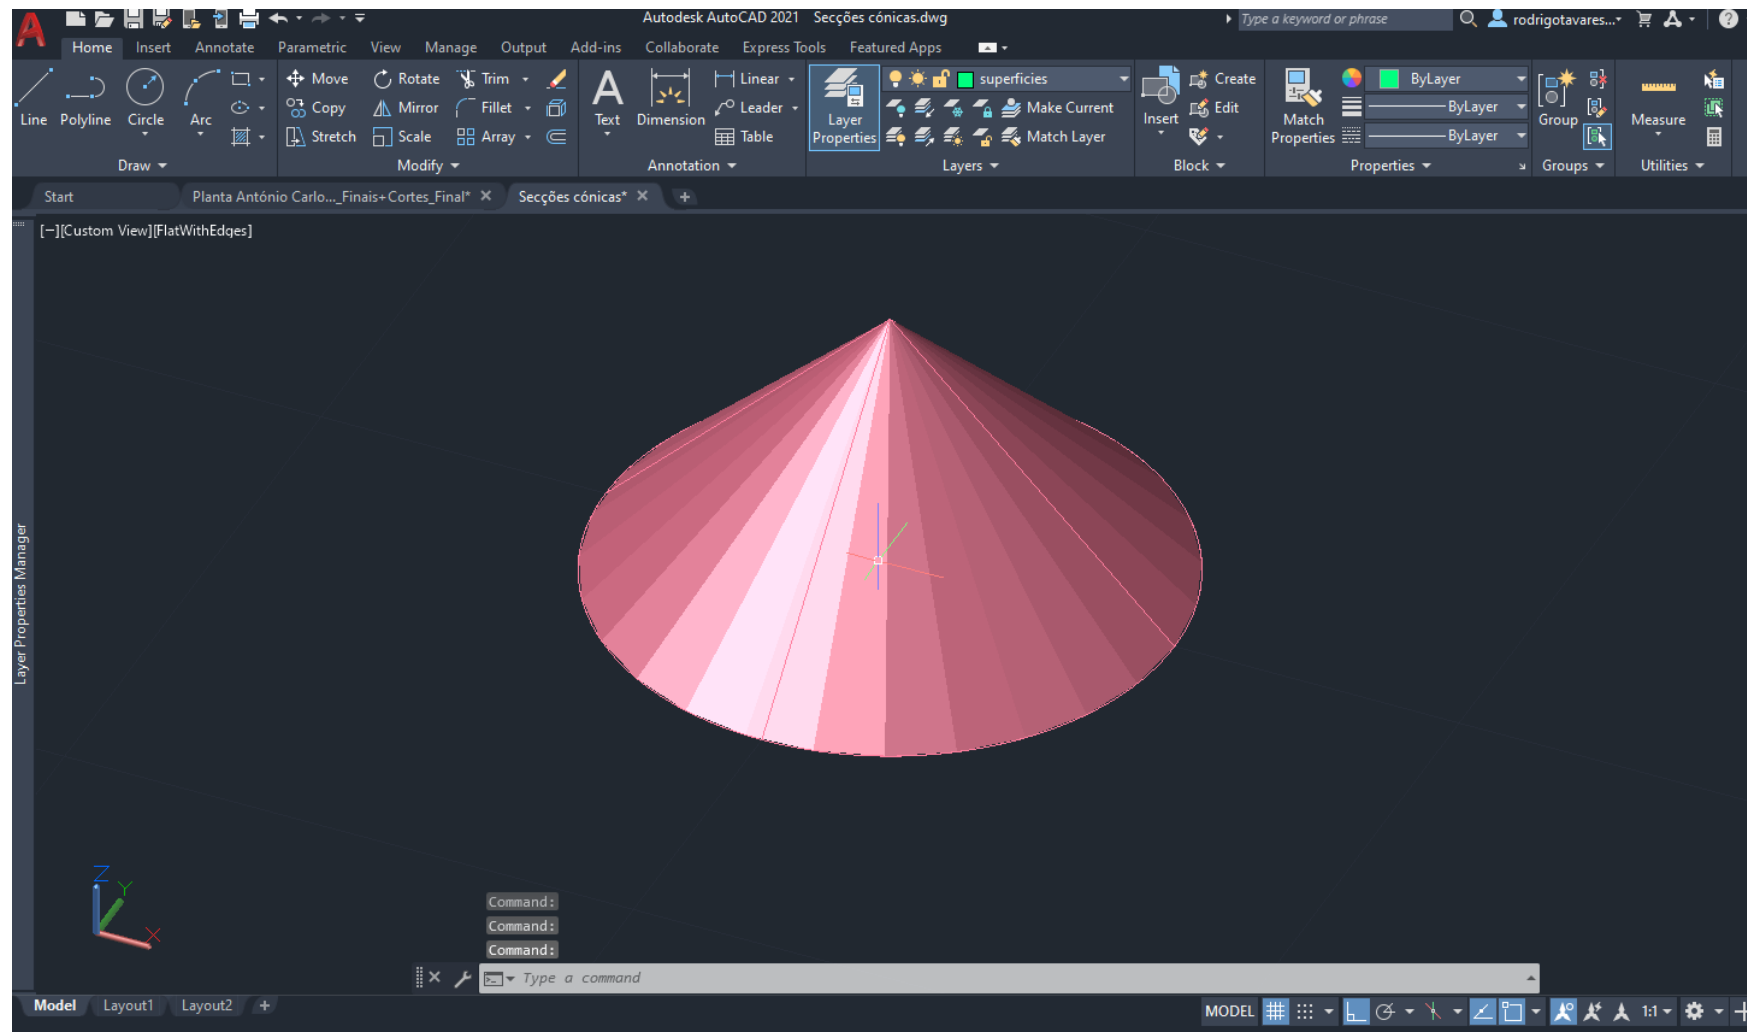 Autodesk AutoCAD 2021 Secções cónicas.dwg
Type a keyword or phrase
rodrigotavares...
Home Insert Annotate Parametric View Manage Output Add-ins Collaborate Express Tools Featured Apps
Move Rotate Trim Linear superficies Create ByLayer
Copy Mirror Fillet Leader Make Current Edit ByLayer
Line Polyline Circle Arc Text Dimension Layer Properties Insert Match Properties Group Measure
Stretch Scale Array Table Match Layer ByLayer
Draw Modify Annotation Layers Block Properties Groups Utilities
Start Planta António Carlo..._Finais+Cortes_Final* Secções cónicas*
[−][Custom View][FlatWithEdges]
Layer Properties Manager
Z
Y
X
Command:
Command:
Command:
Type a command
Model Layout1 Layout2 +
MODEL 1:1